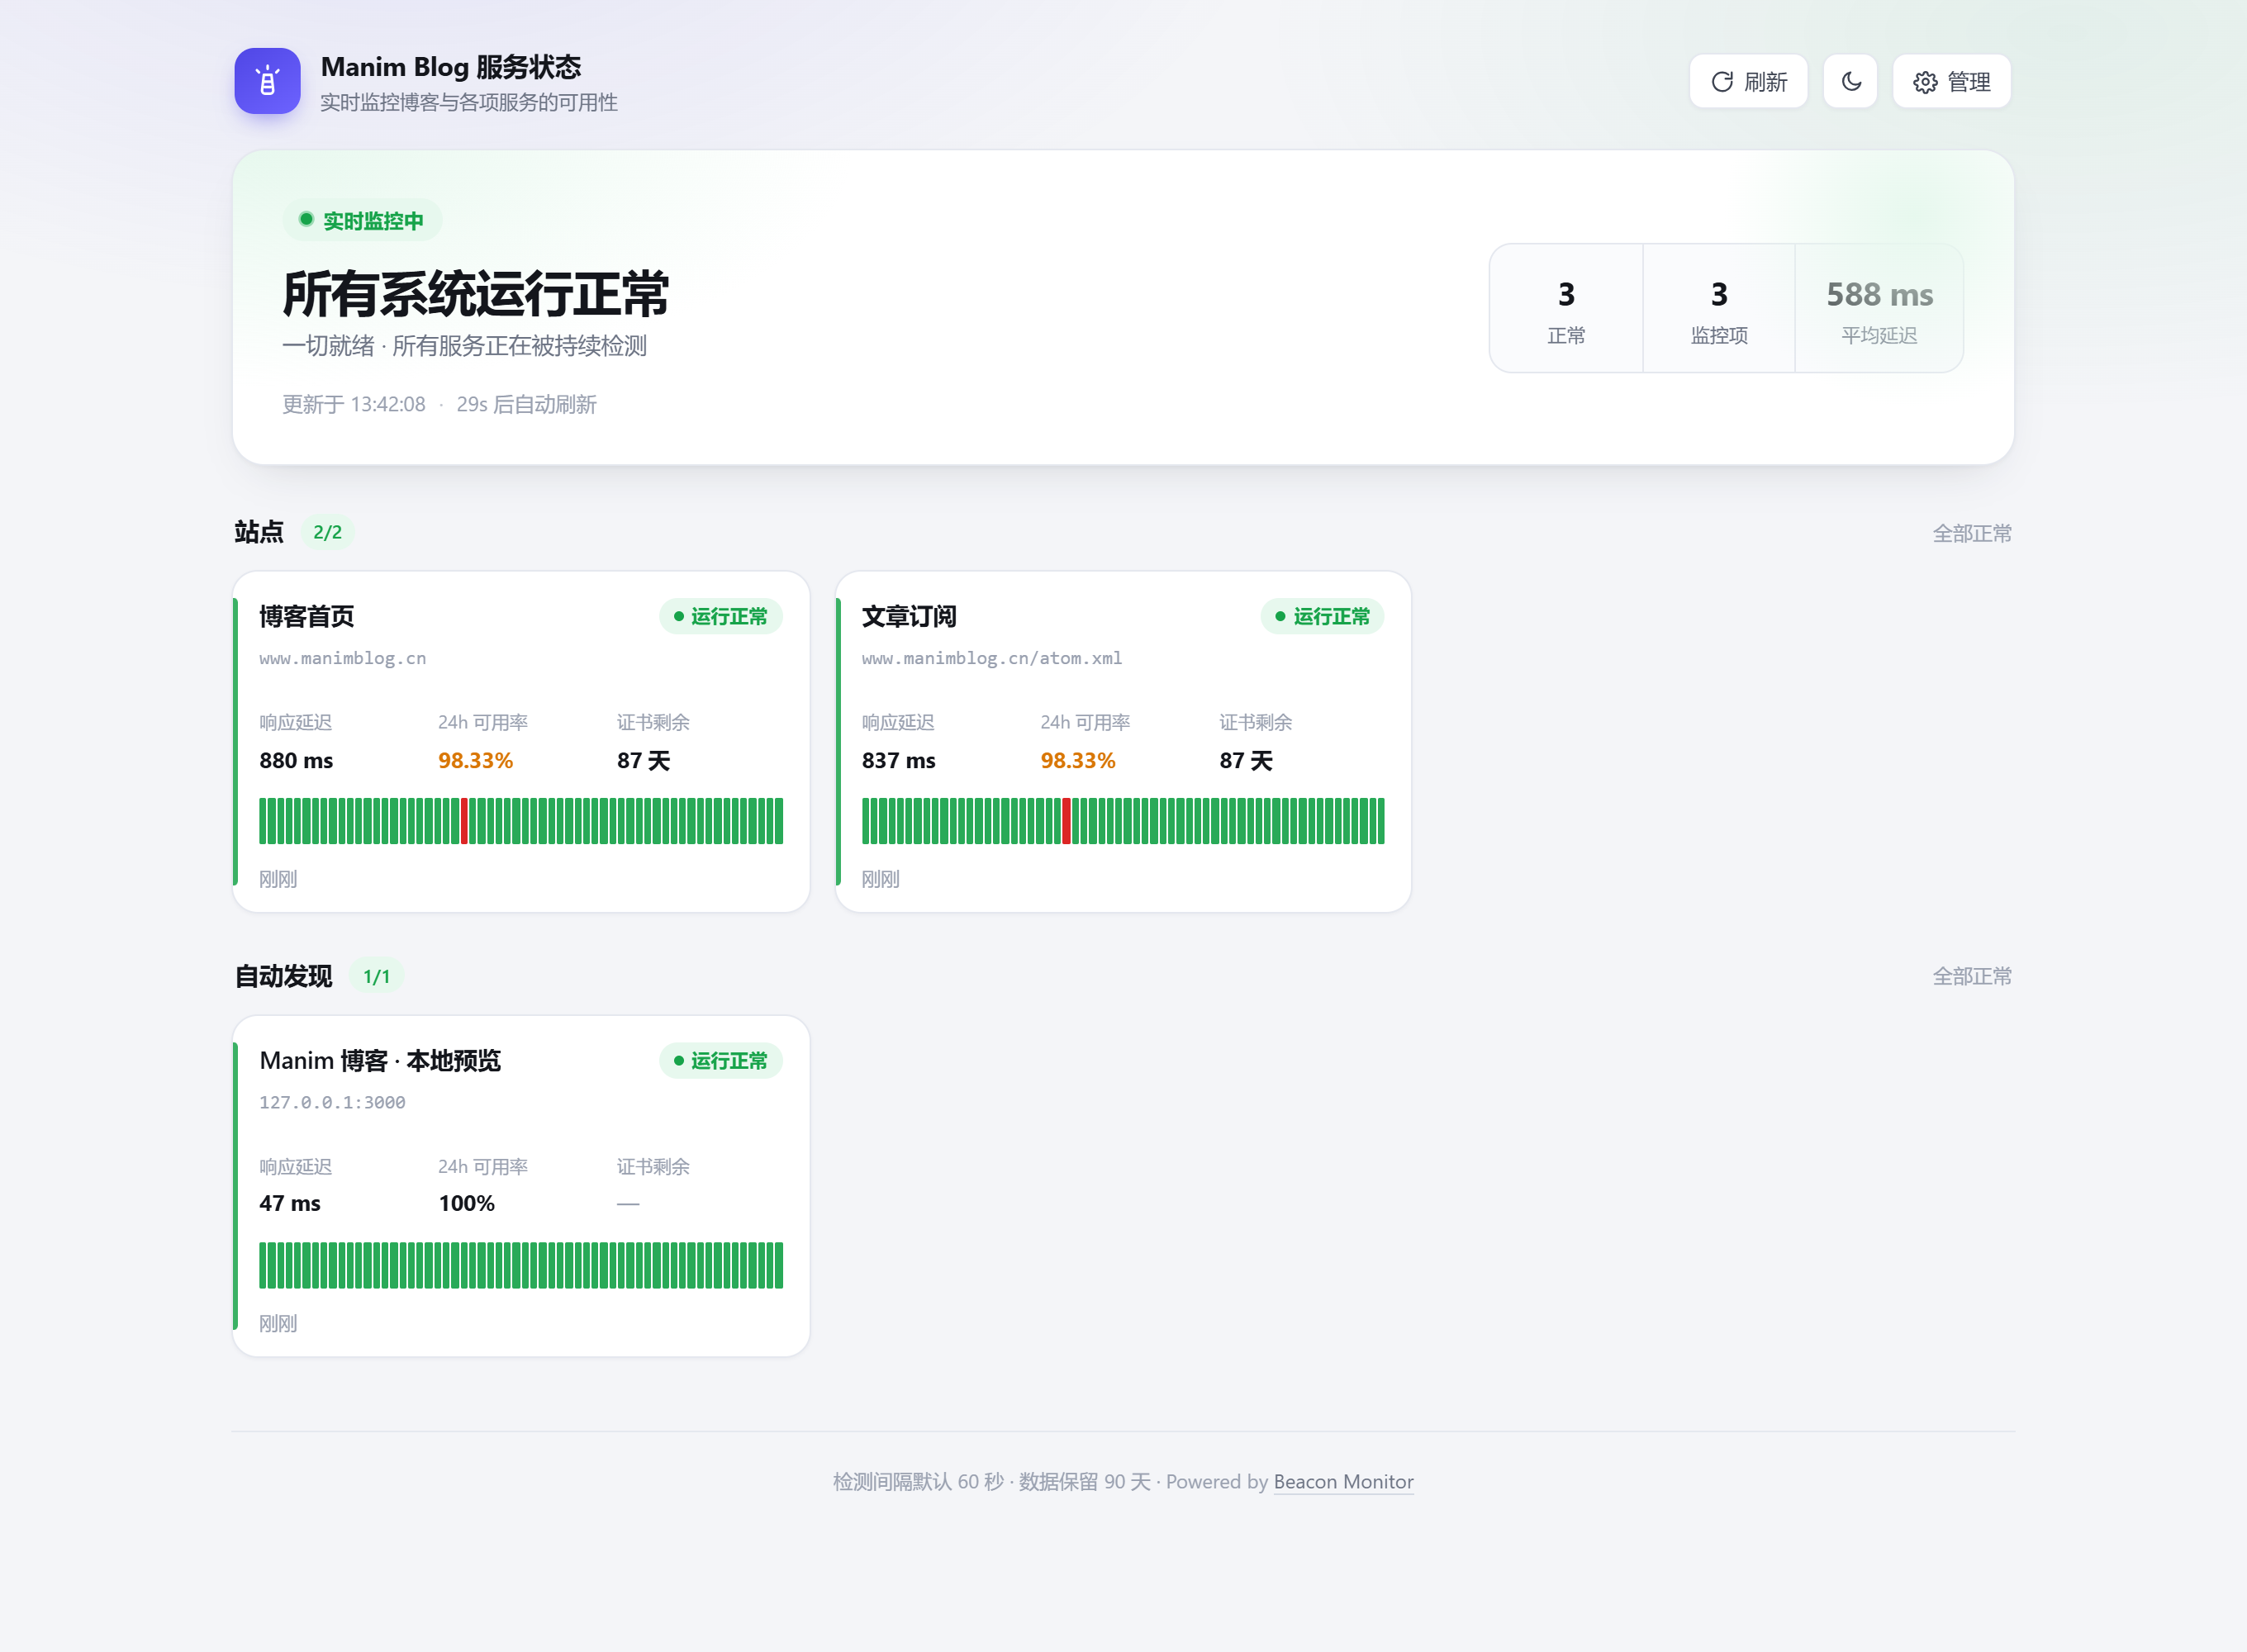 Manim Blog 服务状态
实时监控博客与各项服务的可用性
刷新
管理
实时监控中
所有系统运行正常
一切就绪 · 所有服务正在被持续检测
更新于 13:42:08 · 29s 后自动刷新
3
正常
3
监控项
588 ms
平均延迟
站点 2/2
全部正常
博客首页
运行正常
www.manimblog.cn
响应延迟 24h 可用率 证书剩余
880 ms 98.33% 87 天
刚刚
文章订阅
运行正常
www.manimblog.cn/atom.xml
响应延迟 24h 可用率 证书剩余
837 ms 98.33% 87 天
刚刚
自动发现 1/1
全部正常
Manim 博客 · 本地预览
运行正常
127.0.0.1:3000
响应延迟 24h 可用率 证书剩余
47 ms 100% —
刚刚
检测间隔默认 60 秒 · 数据保留 90 天 · Powered by Beacon Monitor